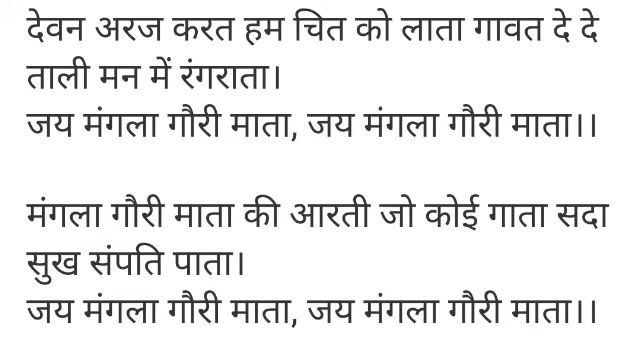 देवन अरज करत हम चित को लाता गावत दे दे
ताली मन में रंगराता।
जय मंगला गौरी माता, जय मंगला गौरी माता।।
मंगला गौरी माता की आरती जो कोई गाता सदा
सुख संपति पाता।
जय मंगला गौरी माता, जय मंगला गौरी माता।।